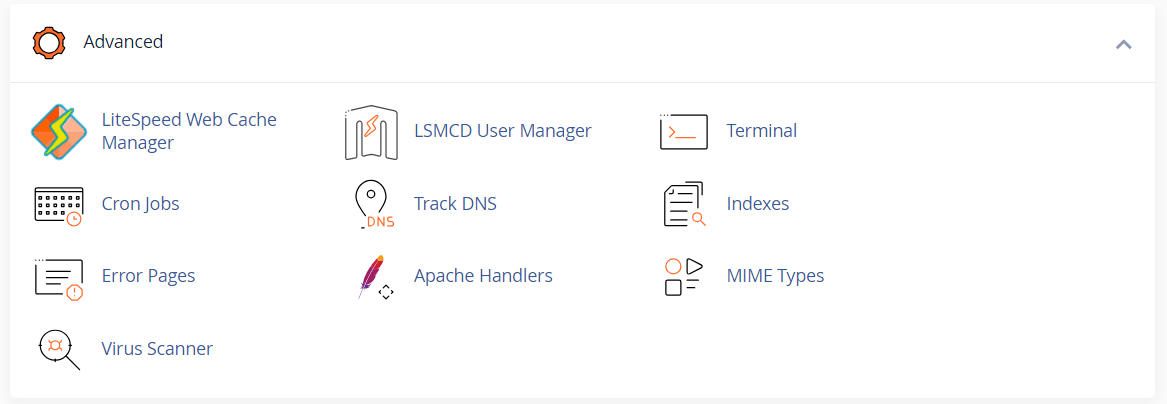 Advanced
LiteSpeed Web Cache
Manager
LSMCD User Manager
Terminal
Cron Jobs
DNS
Track DNS
Indexes
Error Pages
Apache Handlers
MIME Types
Virus Scanner